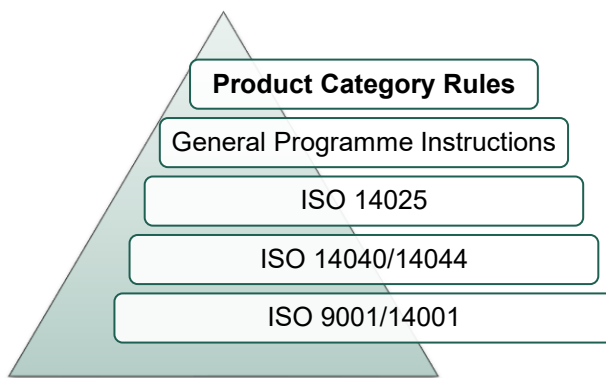 Product Category Rules
General Programme Instructions
ISO 14025
ISO 14040/14044
ISO 9001/14001